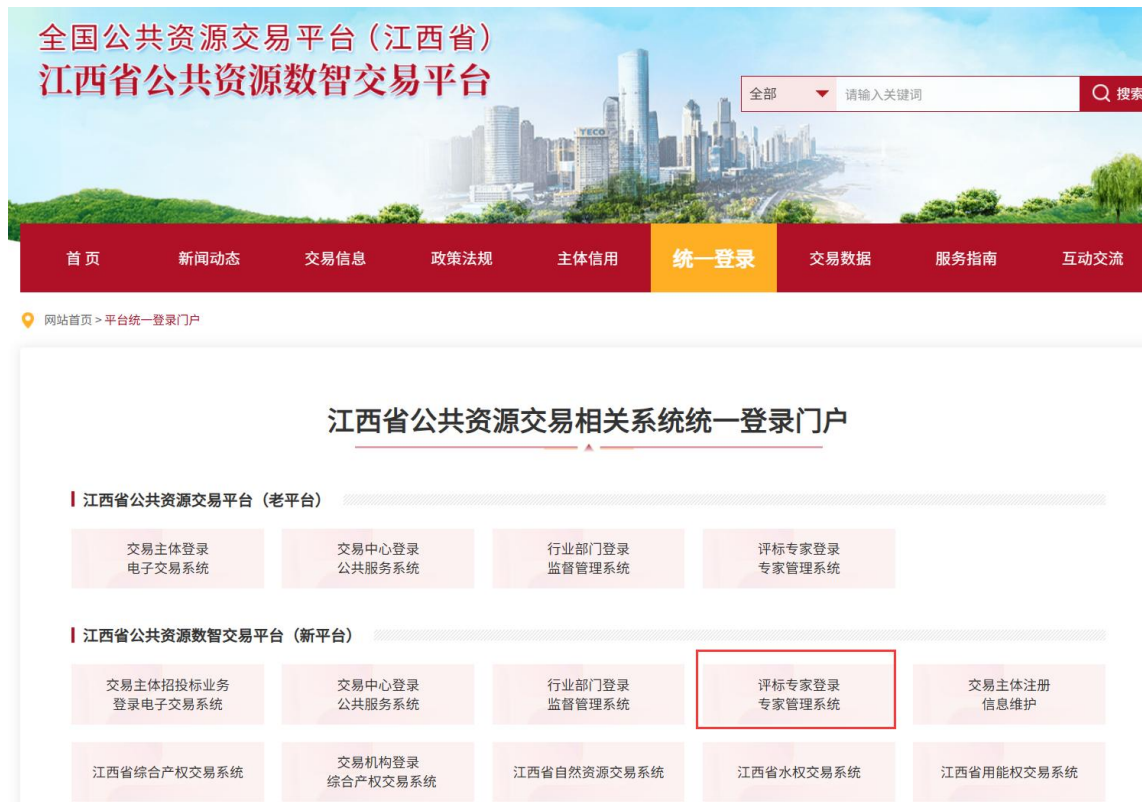 全国公共资源交易平台（江西省）
江西省公共资源数智交易平台
YECO
全部 请输入关键词 搜索
首页 新闻动态 交易信息 政策法规 主体信用 统一登录 交易数据 服务指南 互动交流
网站首页 > 平台统一登录门户
江西省公共资源交易相关系统统一登录门户
江西省公共资源交易平台（老平台）
交易主体登录 交易中心登录 行业部门登录 评标专家登录
电子交易系统 公共服务系统 监督管理系统 专家管理系统
江西省公共资源数智交易平台（新平台）
交易主体招投标业务 交易中心登录 行业部门登录 评标专家登录 交易主体注册
登录电子交易系统 公共服务系统 监督管理系统 专家管理系统 信息维护
江西省综合产权交易系统 交易机构登录 江西省自然资源交易系统 江西省水权交易系统 江西省用能权交易系统
综合产权交易系统